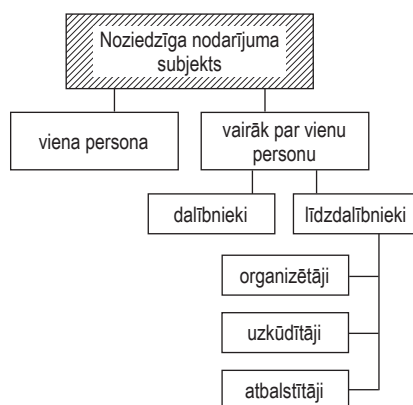 Noziedzīga nodarījuma
subjekts
viena persona
vairāk par vienu
personu
dalībnieki
līdzdalībnieki
organizētāji
uzkūdītāji
atbalstītāji